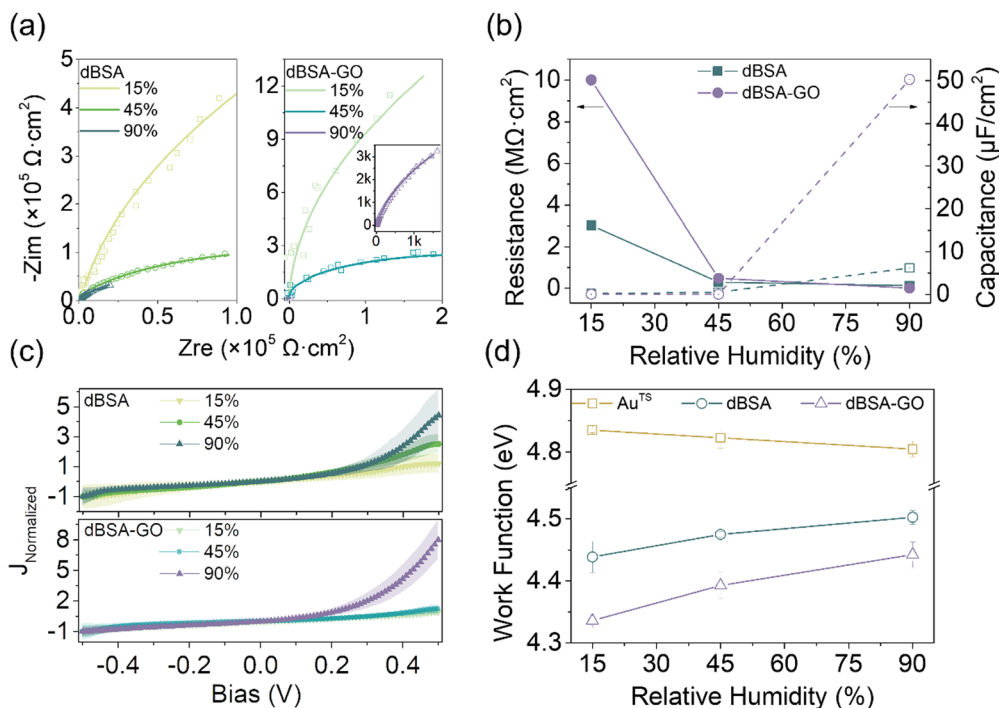 (a)
dBSA
15%
45%
90%
-Zim (×10⁵ Ω·cm²)
5
4
3
2
1
0
0.0
0.5
1.0
dBSA-GO
15%
45%
90%
12
9
6
3
0
0
1
2
3k
2k
1k
0
0
1k
Zre (×10⁵ Ω·cm²)
(b)
dBSA
dBSA-GO
Resistance (MΩ·cm²)
10
8
6
4
2
0
Capacitance (µF/cm²)
50
40
30
20
10
0
15
30
45
60
75
90
Relative Humidity (%)
(c)
dBSA
15%
45%
90%
5
3
1
-1
dBSA-GO
15%
45%
90%
8
5
2
-1
J Normalized
-0.4
-0.2
0.0
0.2
0.4
Bias (V)
(d)
Au TS
dBSA
dBSA-GO
Work Function (eV)
4.9
4.8
4.5
4.4
4.3
15
30
45
60
75
90
Relative Humidity (%)